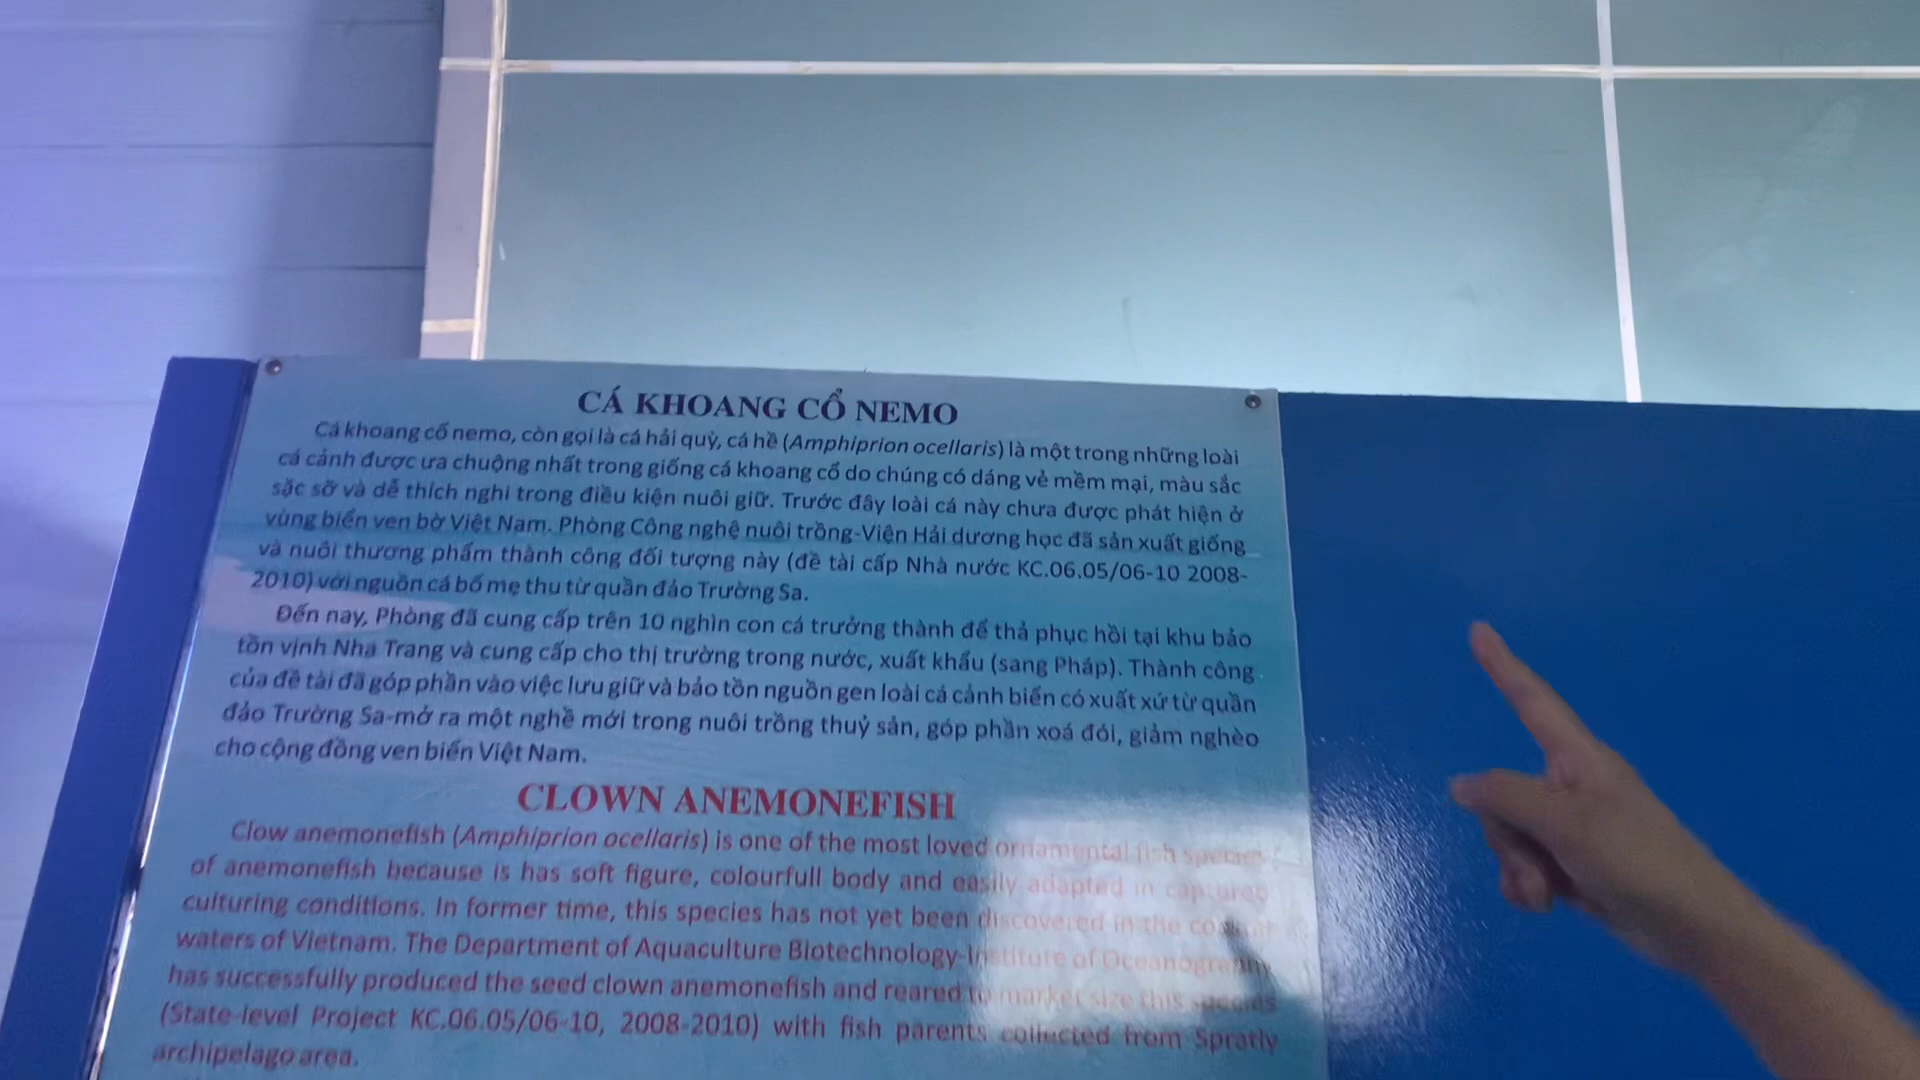 CÁ KHOANG CỔ NEMO
Cá khoang cổ nemo, còn gọi là cá hải quỳ, cá hề (Amphiprion ocellaris) là một trong những loài
cá cảnh được ưa chuộng nhất trong giống cá khoang cổ do chúng có dáng vẻ mềm mại, màu sắc
sặc sỡ và dễ thích nghi trong điều kiện nuôi giữ. Trước đây loài cá này chưa được phát hiện ở
vùng biển ven bờ Việt Nam. Phòng Công nghệ nuôi trồng-Viện Hải dương học đã sản xuất giống
và nuôi thương phẩm thành công đối tượng này (đề tài cấp Nhà nước KC.06.05/06-10 2008-
2010) với nguồn cá bố mẹ thu từ quần đảo Trường Sa.
Đến nay, Phòng đã cung cấp trên 10 nghìn con cá trưởng thành để thả phục hồi tại khu bảo
tồn vịnh Nha Trang và cung cấp cho thị trường trong nước, xuất khẩu (sang Pháp). Thành công
của đề tài đã góp phần vào việc lưu giữ và bảo tồn nguồn gen loài cá cảnh biển có xuất xứ từ quần
đảo Trường Sa-mở ra một nghề mới trong nuôi trồng thuỷ sản, góp phần xoá đói, giảm nghèo
cho cộng đồng ven biển Việt Nam.
CLOWN ANEMONEFISH
Clow anemonefish (Amphiprion ocellaris) is one of the most loved ornamental fish species
of anemonefish because is has soft figure, colourfull body and easily adapted in captured
culturing conditions. In former time, this species has not yet been discovered in the
waters of Vietnam. The Department of Aquaculture Biotechnology-Institute of Oceanography
has successfully produced the seed clown anemonefish and reared to market size this species
(State-level Project KC.06.05/06-10, 2008-2010) with fish parents collected from Spratly
archipelago area.